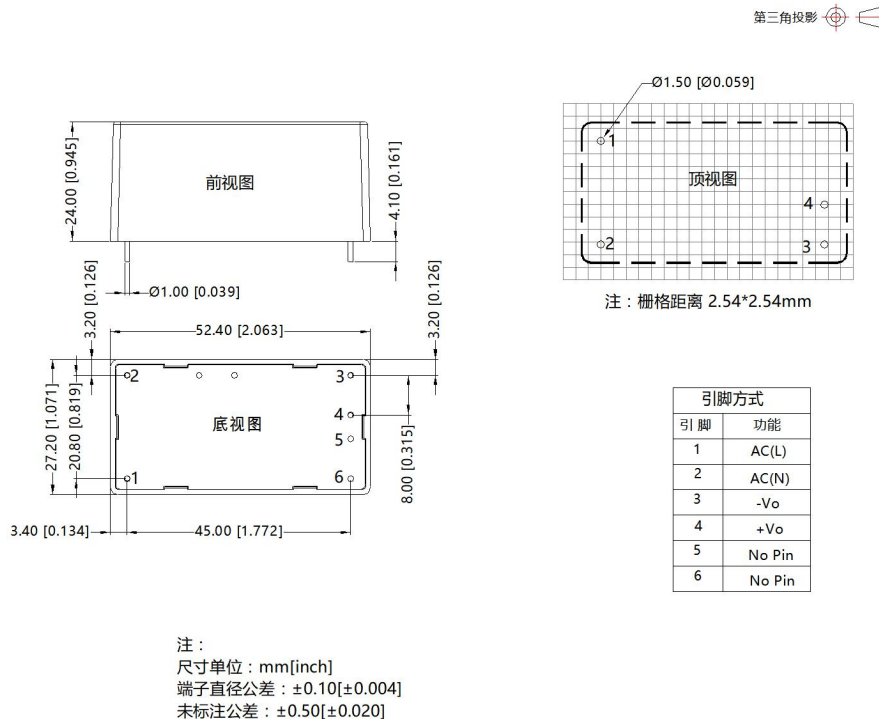 第三角投影
Ø1.50 [Ø0.059]
24.00 [0.945]
前视图
4.10 [0.161]
1
顶视图
4
2
3
Ø1.00 [0.039]
注：栅格距离 2.54*2.54mm
3.20 [0.126]
52.40 [2.063]
3.20 [0.126]
2
3
27.20 [1.071]
20.80 [0.819]
底视图
4
5
8.00 [0.315]
1
6
3.40 [0.134]
45.00 [1.772]
引脚方式
引 脚 功能
1 AC(L)
2 AC(N)
3 -Vo
4 +Vo
5 No Pin
6 No Pin
注：
尺寸单位：mm[inch]
端子直径公差：±0.10[±0.004]
未标注公差：±0.50[±0.020]